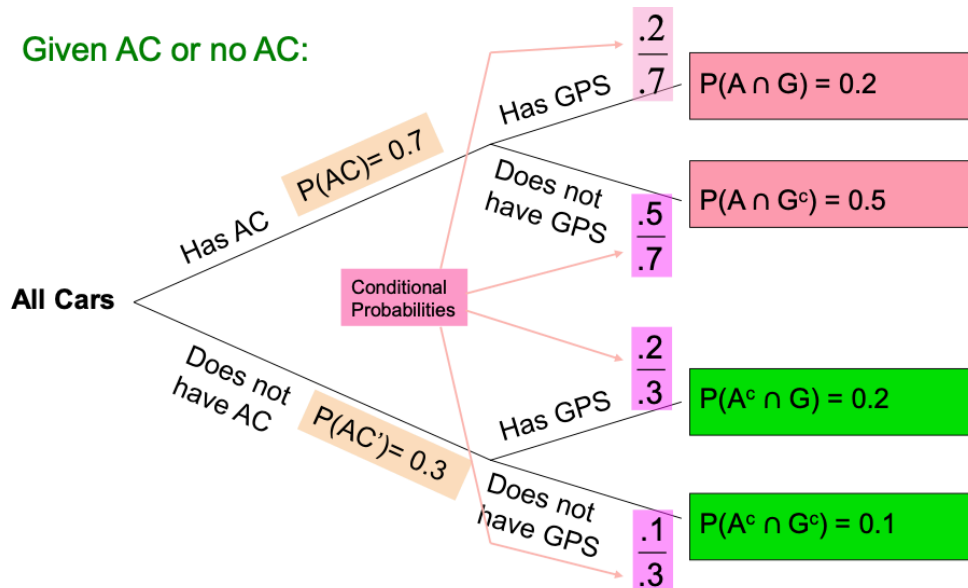 Given AC or no AC:
.2
.7
Has GPS
P(A ∩ G) = 0.2
P(AC)= 0.7
Has AC
Does not
have GPS
.5
.7
P(A ∩ Gᶜ) = 0.5
All Cars
Conditional
Probabilities
Does not
have AC
P(AC’)= 0.3
Has GPS
.2
.3
P(Aᶜ ∩ G) = 0.2
Does not
have GPS
.1
.3
P(Aᶜ ∩ Gᶜ) = 0.1